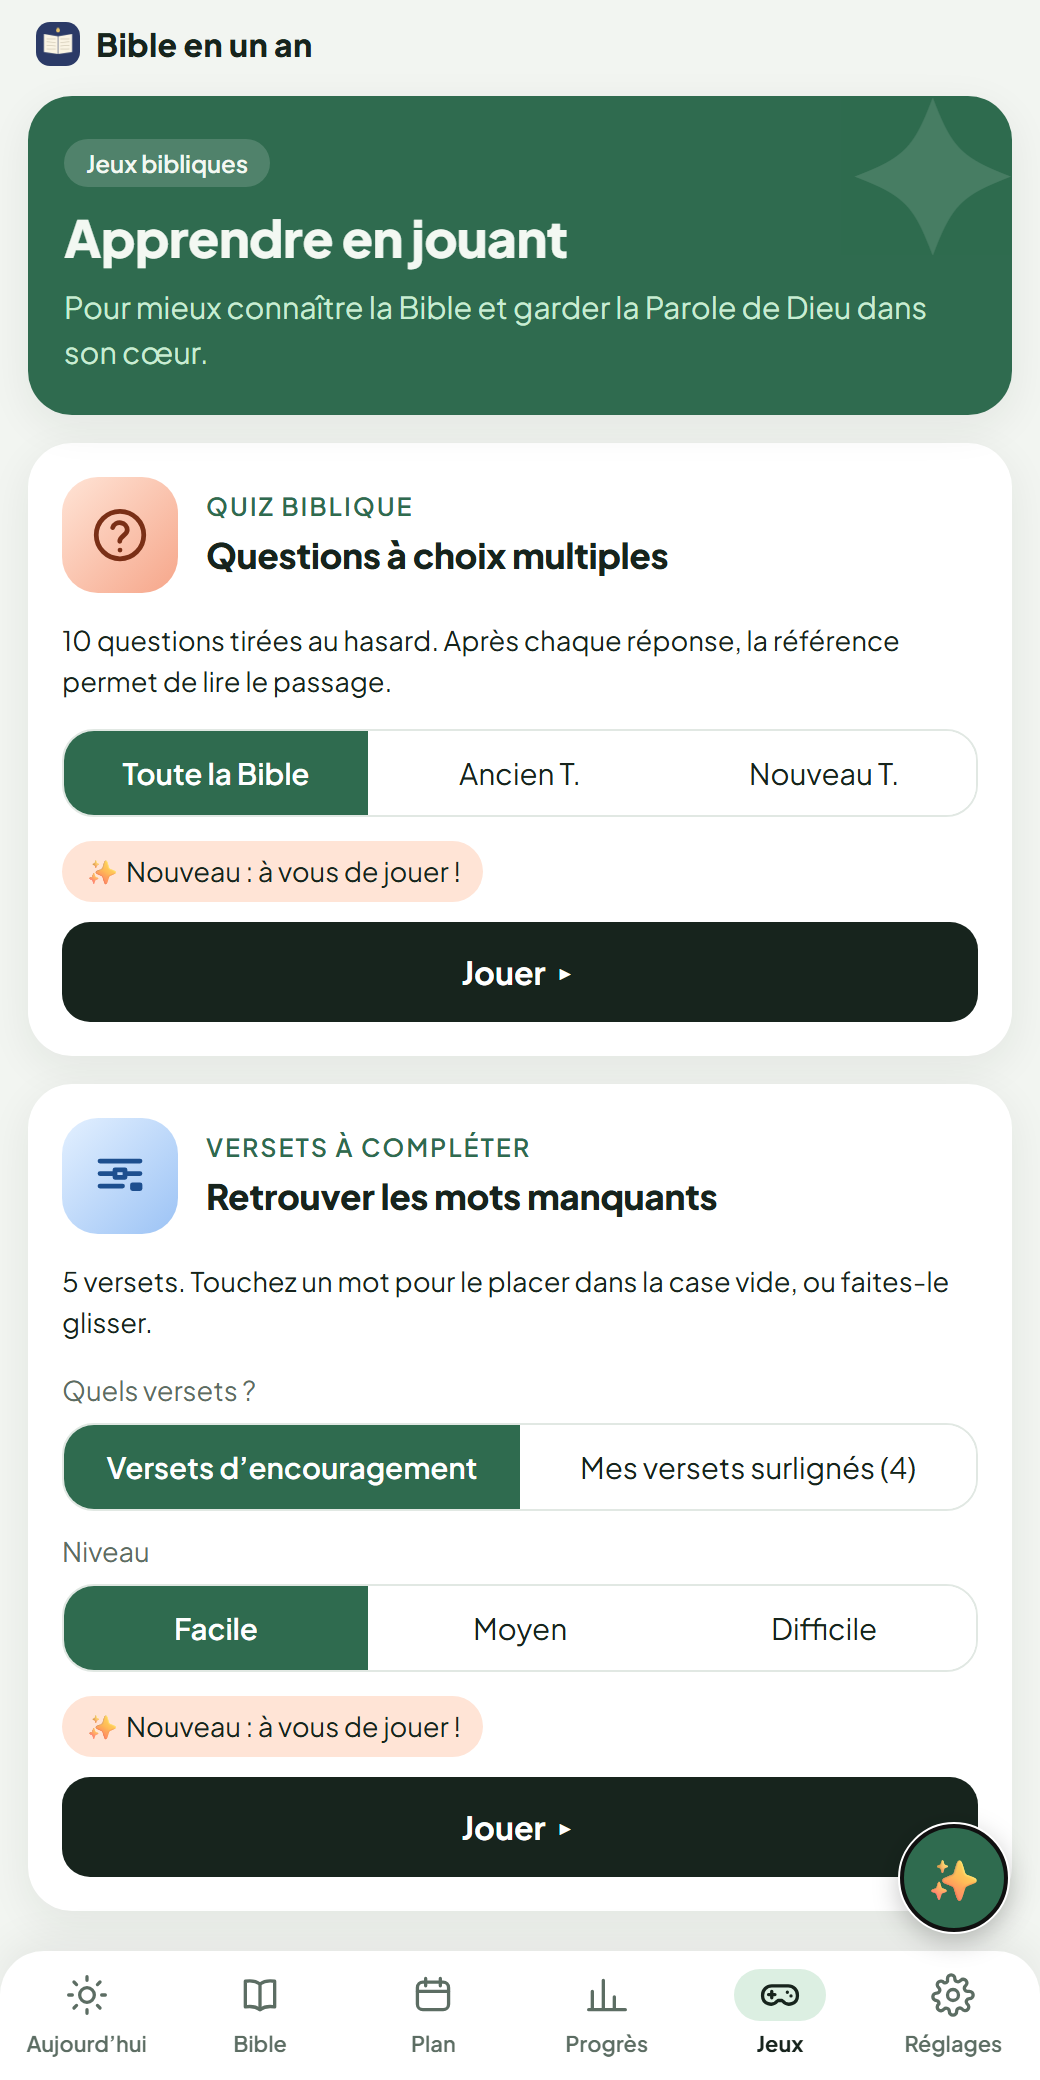 Bible en un an
Jeux bibliques
Apprendre en jouant
Pour mieux connaître la Bible et garder la Parole de Dieu dans
son cœur.
QUIZ BIBLIQUE
Questions à choix multiples
10 questions tirées au hasard. Après chaque réponse, la référence
permet de lire le passage.
Toute la Bible Ancien T. Nouveau T.
✨ Nouveau : à vous de jouer !
Jouer ▸
VERSETS À COMPLÉTER
Retrouver les mots manquants
5 versets. Touchez un mot pour le placer dans la case vide, ou faites-le
glisser.
Quels versets ?
Versets d’encouragement Mes versets surlignés (4)
Niveau
Facile Moyen Difficile
✨ Nouveau : à vous de jouer !
Jouer ▸
Aujourd’hui Bible Plan Progrès Jeux Réglages